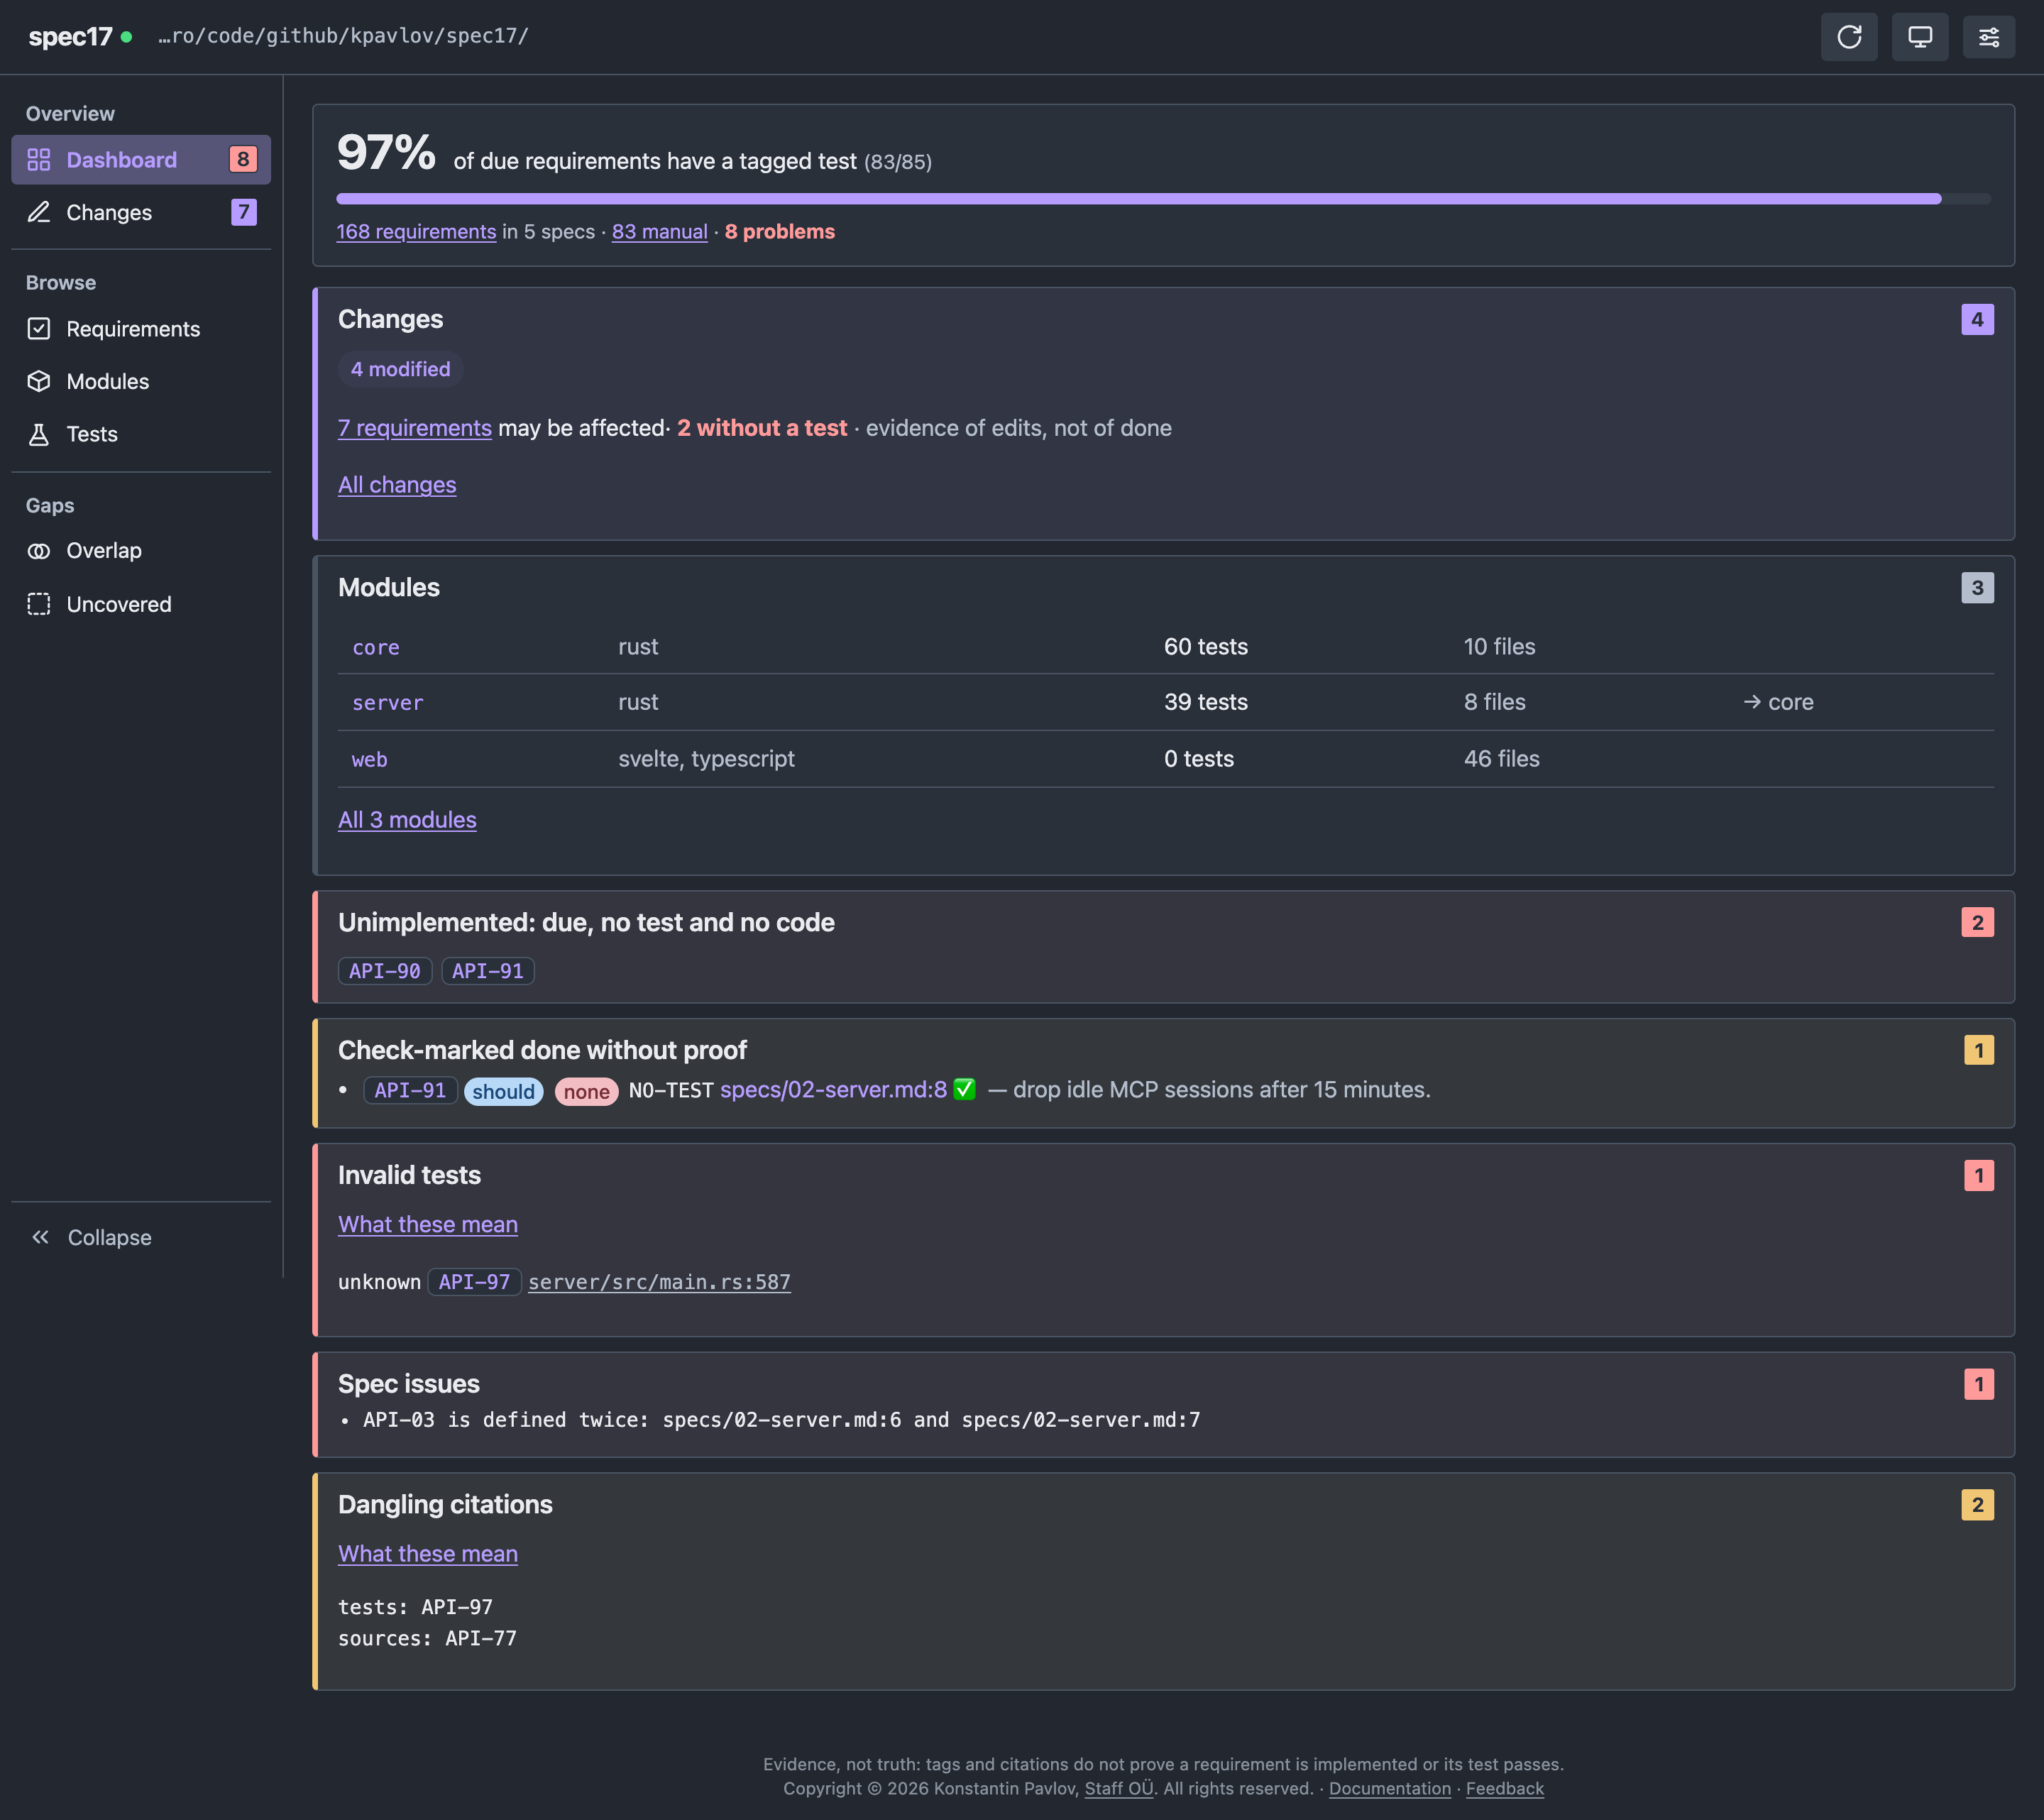 spec17 …ro/code/github/kpavlov/spec17/
Overview
Dashboard 8
Changes 7
Browse
Requirements
Modules
Tests
Gaps
Overlap
Uncovered
Collapse
97% of due requirements have a tagged test (83/85)
168 requirements in 5 specs · 83 manual · 8 problems
Changes 4
4 modified
7 requirements may be affected· 2 without a test · evidence of edits, not of done
All changes
Modules 3
core rust 60 tests 10 files
server rust 39 tests 8 files → core
web svelte, typescript 0 tests 46 files
All 3 modules
Unimplemented: due, no test and no code 2
API-90 API-91
Check-marked done without proof 1
• API-91 should none NO-TEST specs/02-server.md:8 ✅ — drop idle MCP sessions after 15 minutes.
Invalid tests 1
What these mean
unknown API-97 server/src/main.rs:587
Spec issues 1
• API-03 is defined twice: specs/02-server.md:6 and specs/02-server.md:7
Dangling citations 2
What these mean
tests: API-97
sources: API-77
Evidence, not truth: tags and citations do not prove a requirement is implemented or its test passes.
Copyright © 2026 Konstantin Pavlov, Staff OÜ. All rights reserved. · Documentation · Feedback